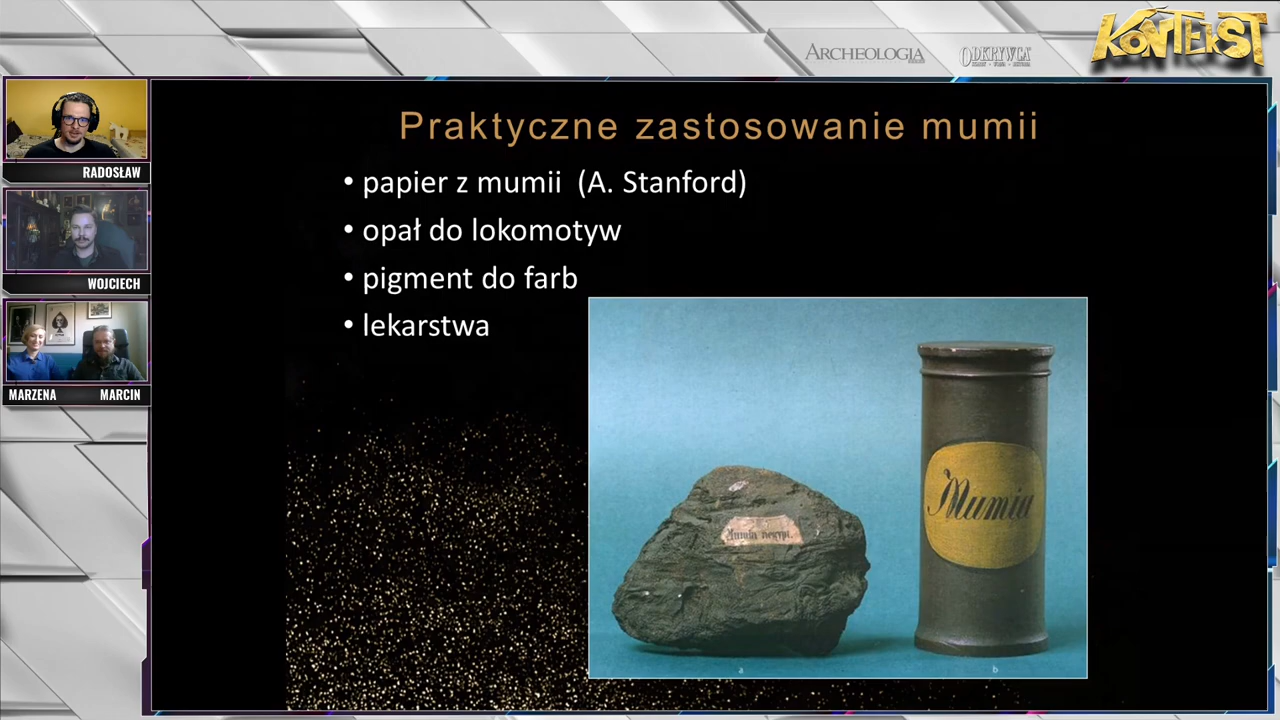 ARCHEOLOGIA
ODKRYWCA
KONTEKST
RADOSŁAW
WOJCIECH
MARZENA
MARCIN
Praktyczne zastosowanie mumii
• papier z mumii (A. Stanford)
• opał do lokomotyw
• pigment do farb
• lekarstwa
Mumia
a
b